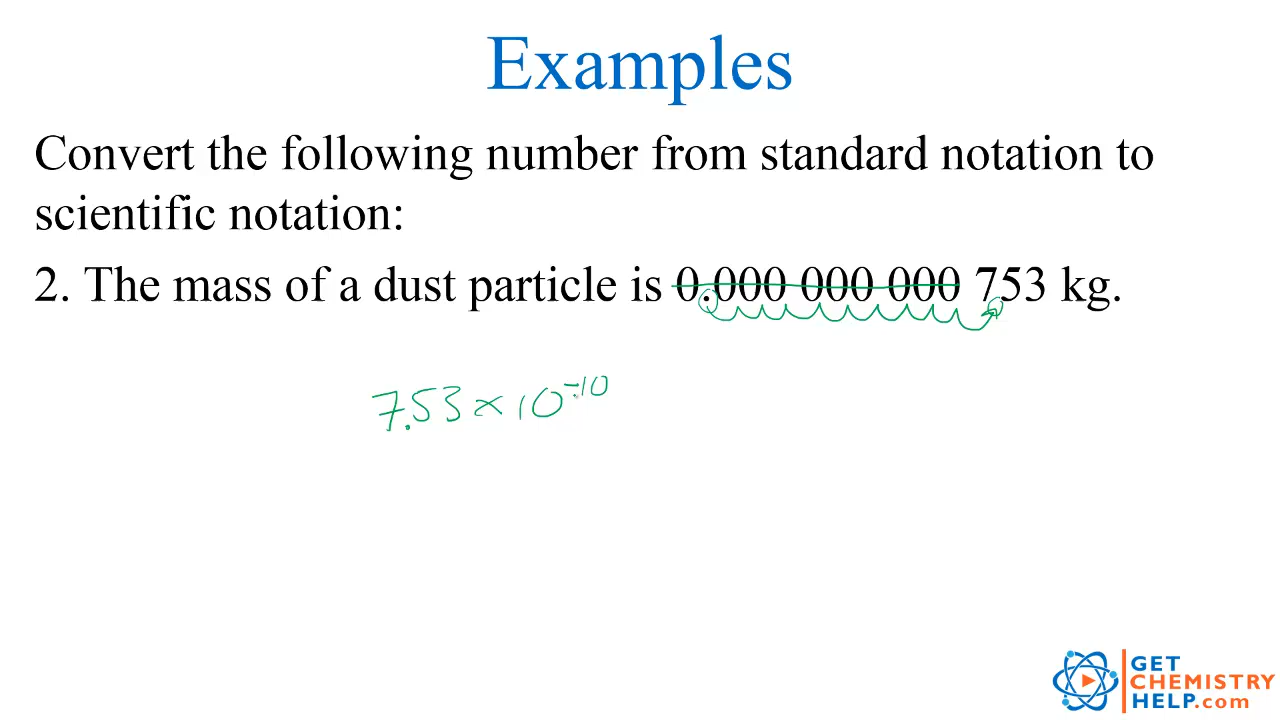 Examples
Convert the following number from standard notation to
scientific notation:
2. The mass of a dust particle is 0.000 000 000 753 kg.
7.53 × 10⁻¹⁰
GET
CHEMISTRY
HELP.com